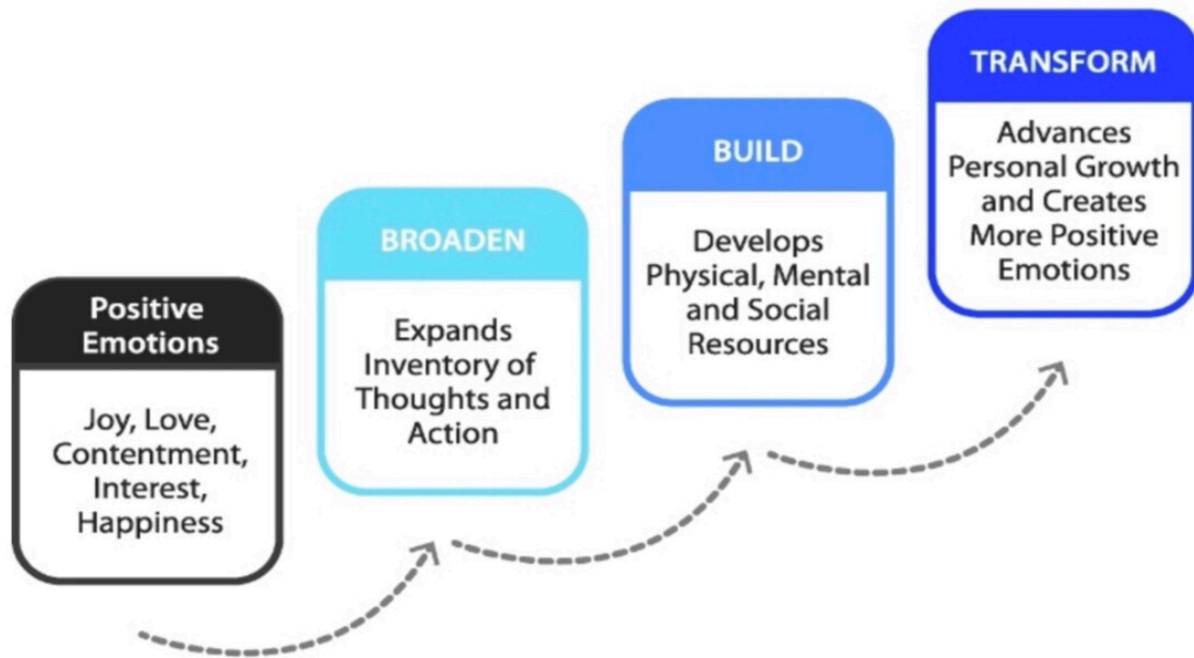 Positive
Emotions
Joy, Love,
Contentment,
Interest,
Happiness
BROADEN
Expands
Inventory of
Thoughts and
Action
BUILD
Develops
Physical, Mental
and Social
Resources
TRANSFORM
Advances
Personal Growth
and Creates
More Positive
Emotions